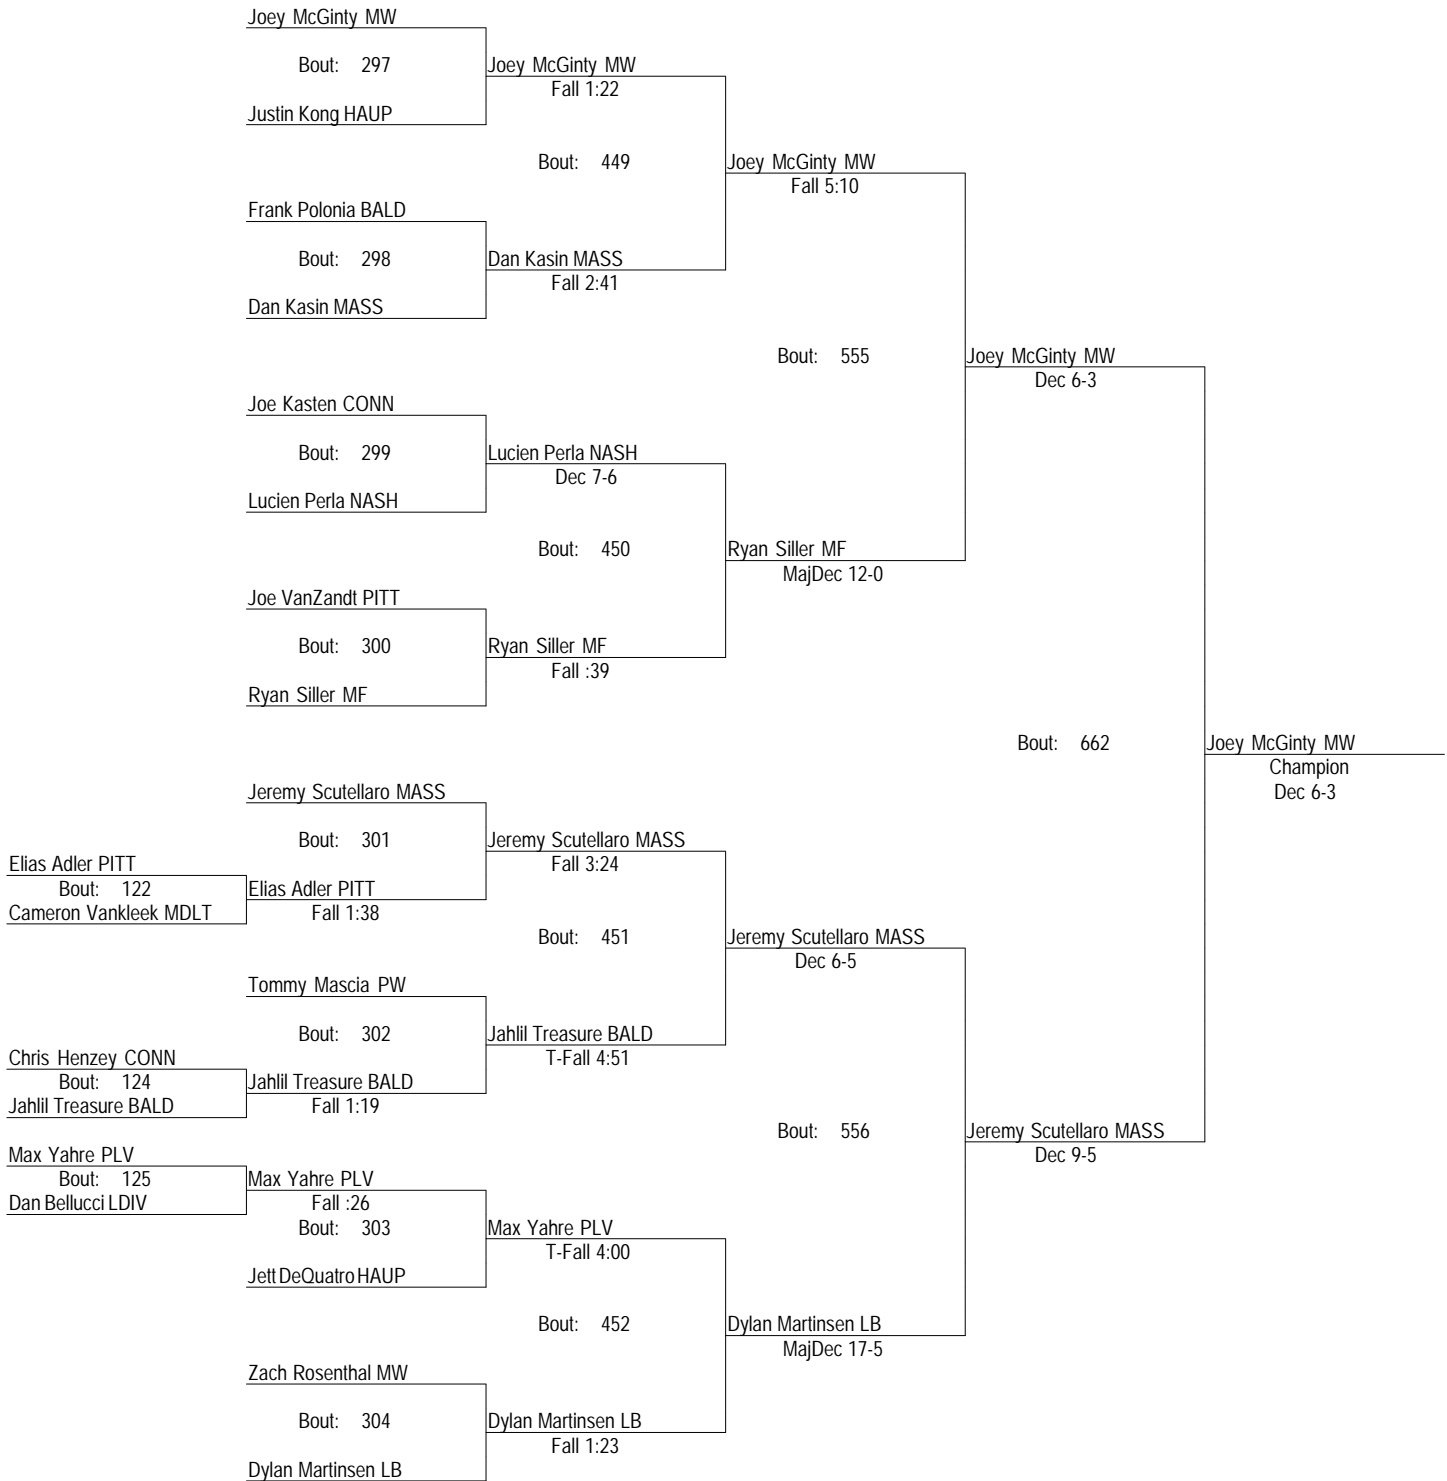 Joey McGinty MW
Bout: 297
Joey McGinty MW
Fall 1:22
Justin Kong HAUP
Bout: 449
Joey McGinty MW
Fall 5:10
Frank Polonia BALD
Bout: 298
Dan Kasin MASS
Fall 2:41
Dan Kasin MASS
Bout: 555
Joey McGinty MW
Dec 6-3
Joe Kasten CONN
Bout: 299
Lucien Perla NASH
Dec 7-6
Lucien Perla NASH
Bout: 450
Ryan Siller MF
MajDec 12-0
Joe VanZandt PITT
Bout: 300
Ryan Siller MF
Fall :39
Ryan Siller MF
Bout: 662
Joey McGinty MW
Champion
Dec 6-3
Jeremy Scutellaro MASS
Bout: 301
Jeremy Scutellaro MASS
Fall 3:24
Elias Adler PITT
Bout: 122
Elias Adler PITT
Cameron Vankleek MDLT
Fall 1:38
Bout: 451
Jeremy Scutellaro MASS
Dec 6-5
Tommy Mascia PW
Bout: 302
Jahlil Treasure BALD
T-Fall 4:51
Chris Henzey CONN
Bout: 124
Jahlil Treasure BALD
Jahlil Treasure BALD
Fall 1:19
Bout: 556
Jeremy Scutellaro MASS
Dec 9-5
Max Yahre PLV
Bout: 125
Max Yahre PLV
Dan Bellucci LDIV
Fall :26
Bout: 303
Max Yahre PLV
T-Fall 4:00
Jett DeQuatro HAUP
Bout: 452
Dylan Martinsen LB
MajDec 17-5
Zach Rosenthal MW
Bout: 304
Dylan Martinsen LB
Fall 1:23
Dylan Martinsen LB